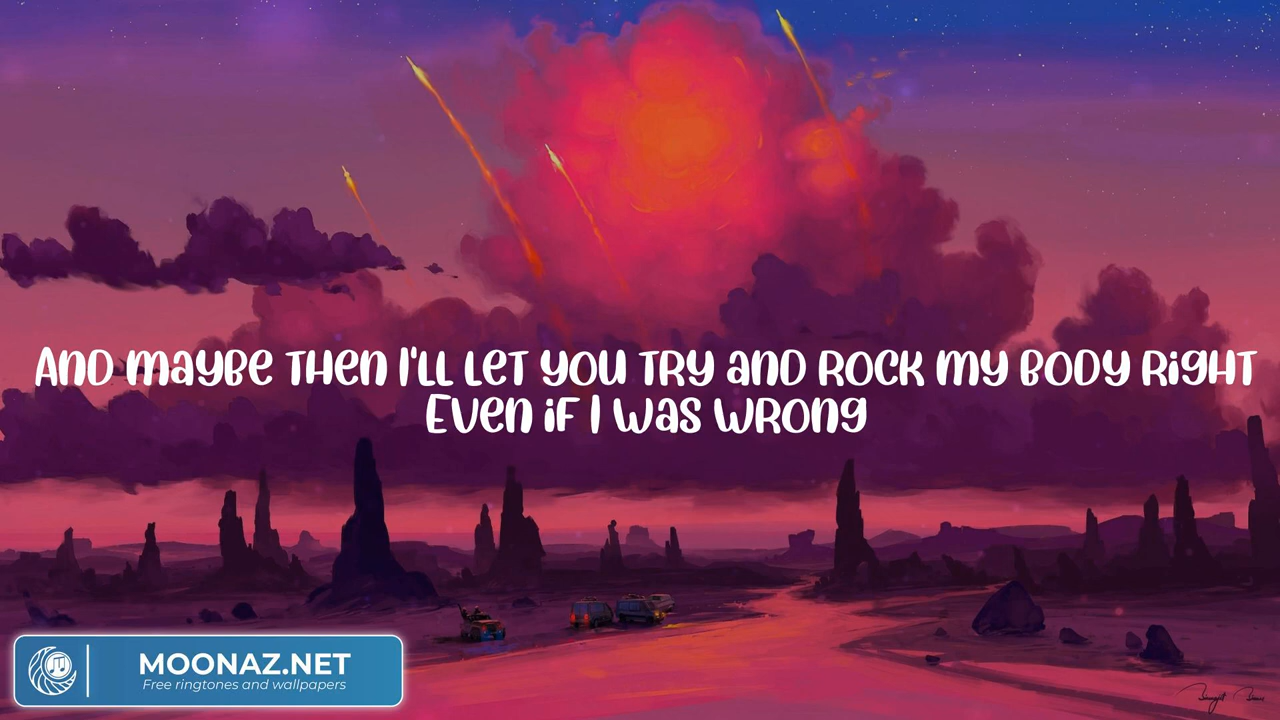 And maybe then I'll let you try and rock my body right
Even if I was wrong
MOONAZ.NET
Free ringtones and wallpapers